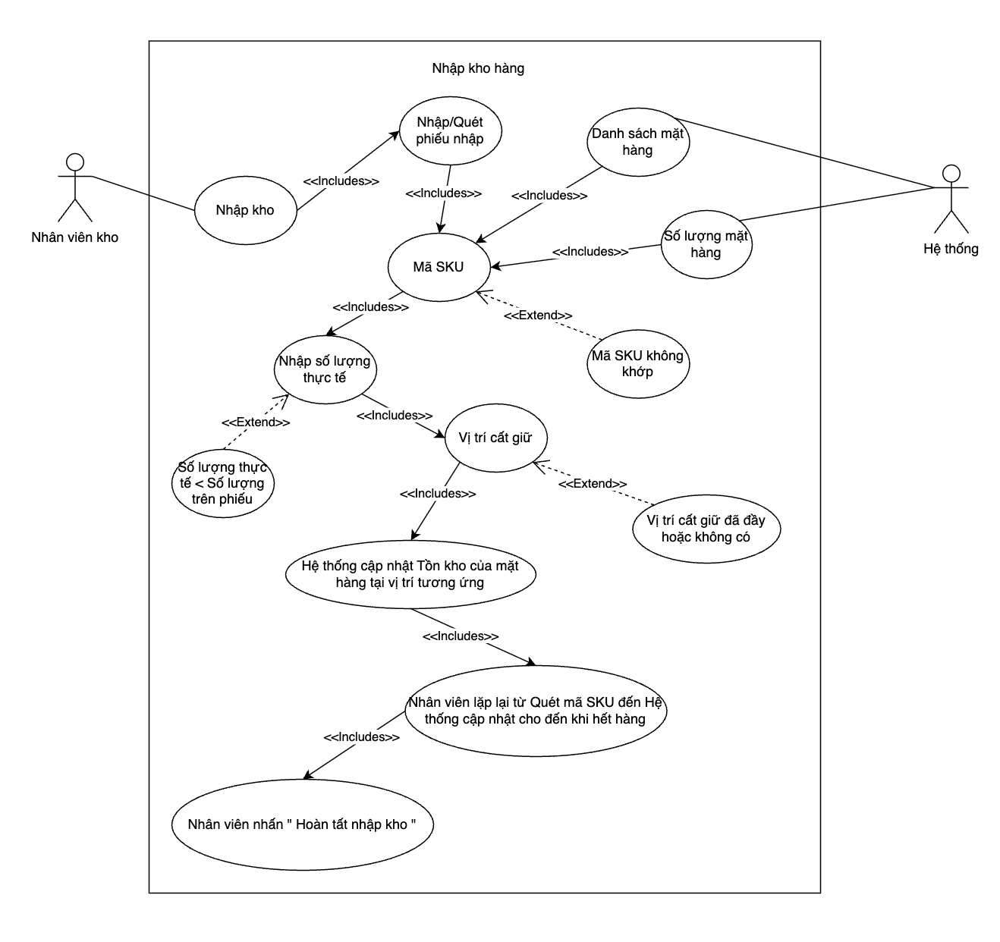 Nhập kho hàng
Nhập/Quét
phiếu nhập
Danh sách mặt
hàng
<<Includes>>
<<Includes>>
<<Includes>>
Nhập kho
Nhân viên kho
Số lượng mặt
hàng
Hệ thống
<<Includes>>
Mã SKU
<<Includes>>
<<Extend>>
Nhập số lượng
thực tế
Mã SKU không
khớp
<<Includes>>
<<Extend>>
Vị trí cất giữ
Số lượng thực
tế < Số lượng
trên phiếu
<<Extend>>
<<Includes>>
Vị trí cất giữ đã đầy
hoặc không có
Hệ thống cập nhật Tồn kho của mặt
hàng tại vị trí tương ứng
<<Includes>>
Nhân viên lặp lại từ Quét mã SKU đến Hệ
thống cập nhật cho đến khi hết hàng
<<Includes>>
Nhân viên nhấn " Hoàn tất nhập kho "